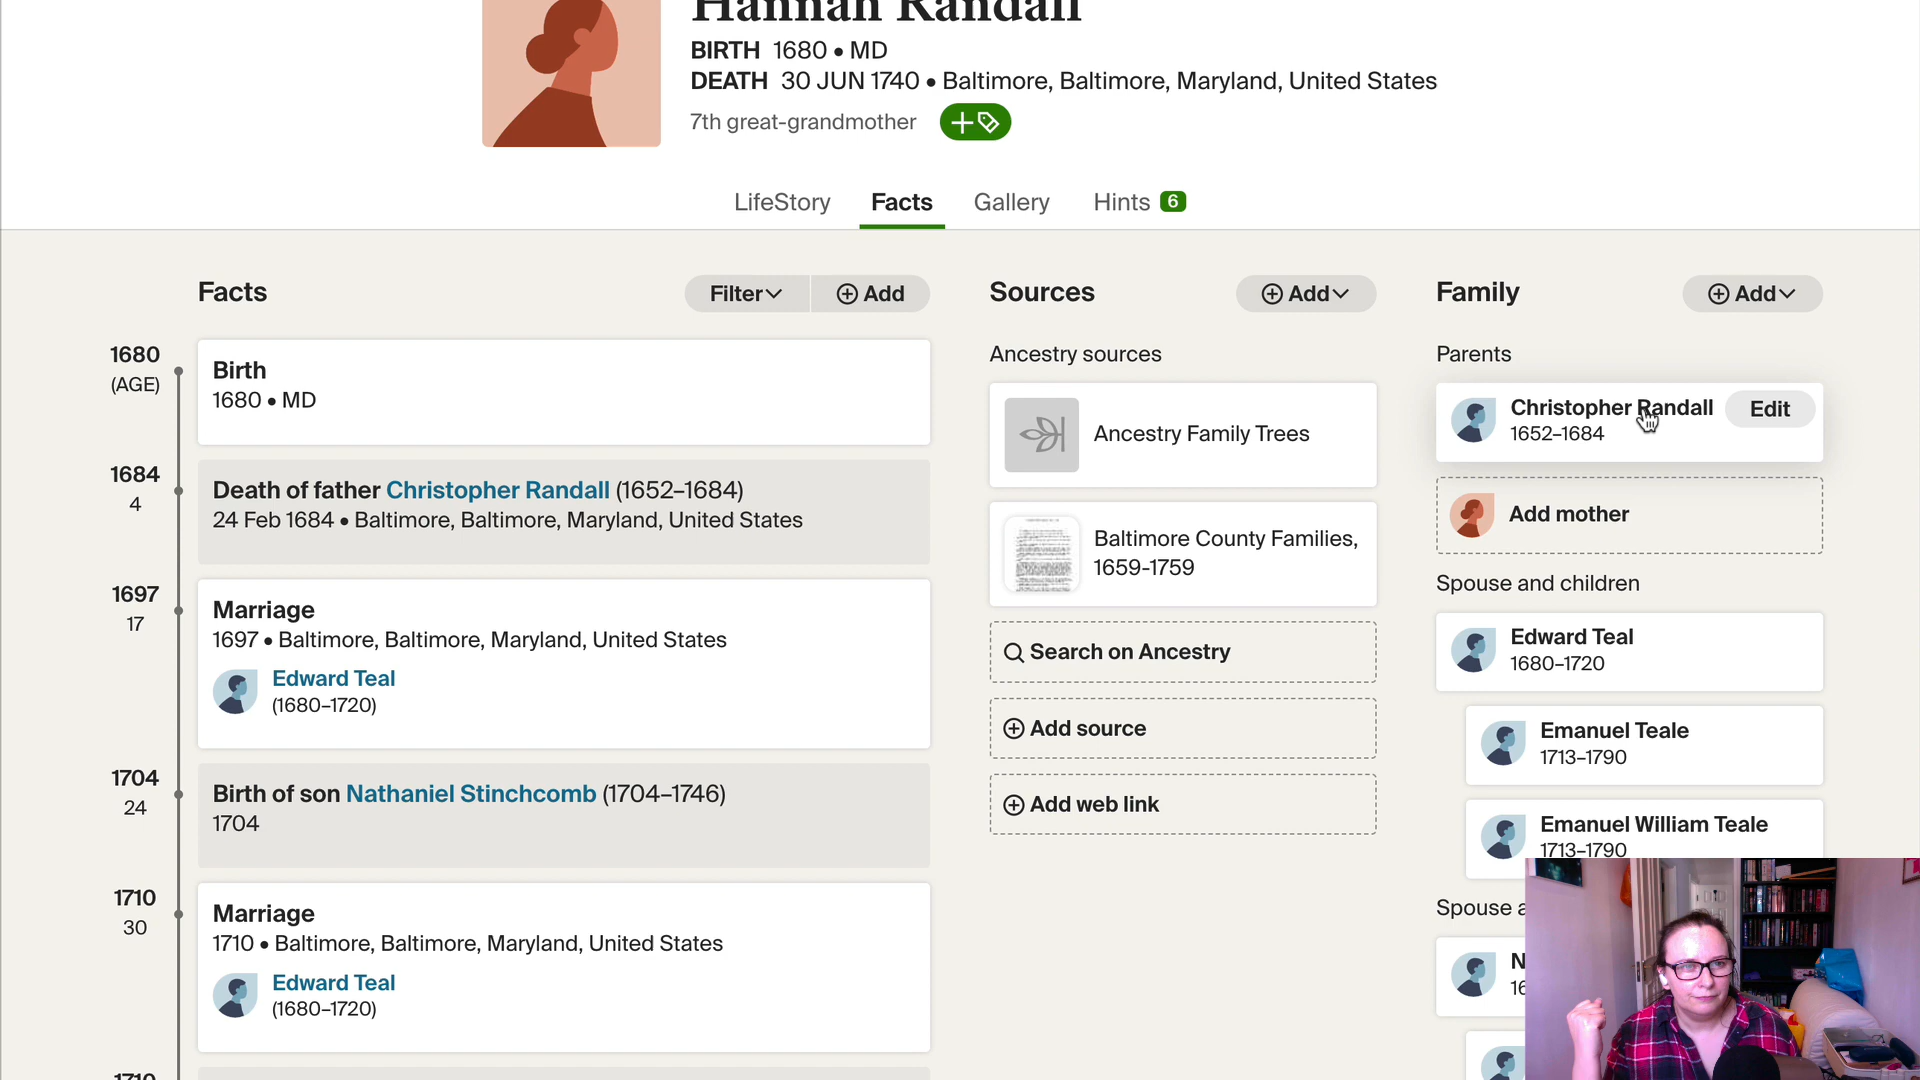 Hannah Randall
BIRTH 1680 • MD
DEATH 30 JUN 1740 • Baltimore, Baltimore, Maryland, United States
7th great-grandmother
LifeStory
Facts
Gallery
Hints 6
Facts
Filter
Add
1680
(AGE)
Birth
1680 • MD
1684
4
Death of father Christopher Randall (1652–1684)
24 Feb 1684 • Baltimore, Baltimore, Maryland, United States
1697
17
Marriage
1697 • Baltimore, Baltimore, Maryland, United States
Edward Teal
(1680–1720)
1704
24
Birth of son Nathaniel Stinchcomb (1704–1746)
1704
1710
30
Marriage
1710 • Baltimore, Baltimore, Maryland, United States
Edward Teal
(1680–1720)
Sources
Add
Ancestry sources
Ancestry Family Trees
Baltimore County Families,
1659-1759
Search on Ancestry
Add source
Add web link
Family
Add
Parents
Christopher Randall
1652–1684
Edit
Add mother
Spouse and children
Edward Teal
1680–1720
Emanuel Teale
1713–1790
Emanuel William Teale
1713–1790
Spouse